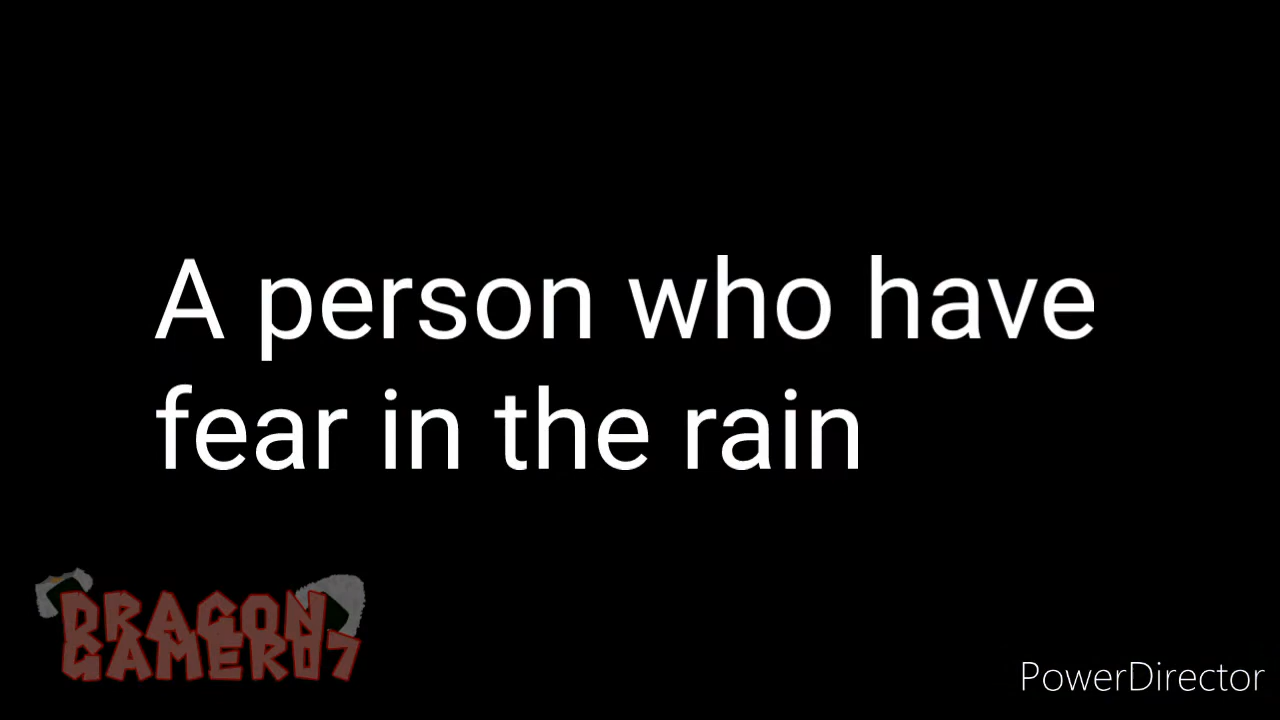 A person who have
fear in the rain
DRAGON
GAMER07
PowerDirector